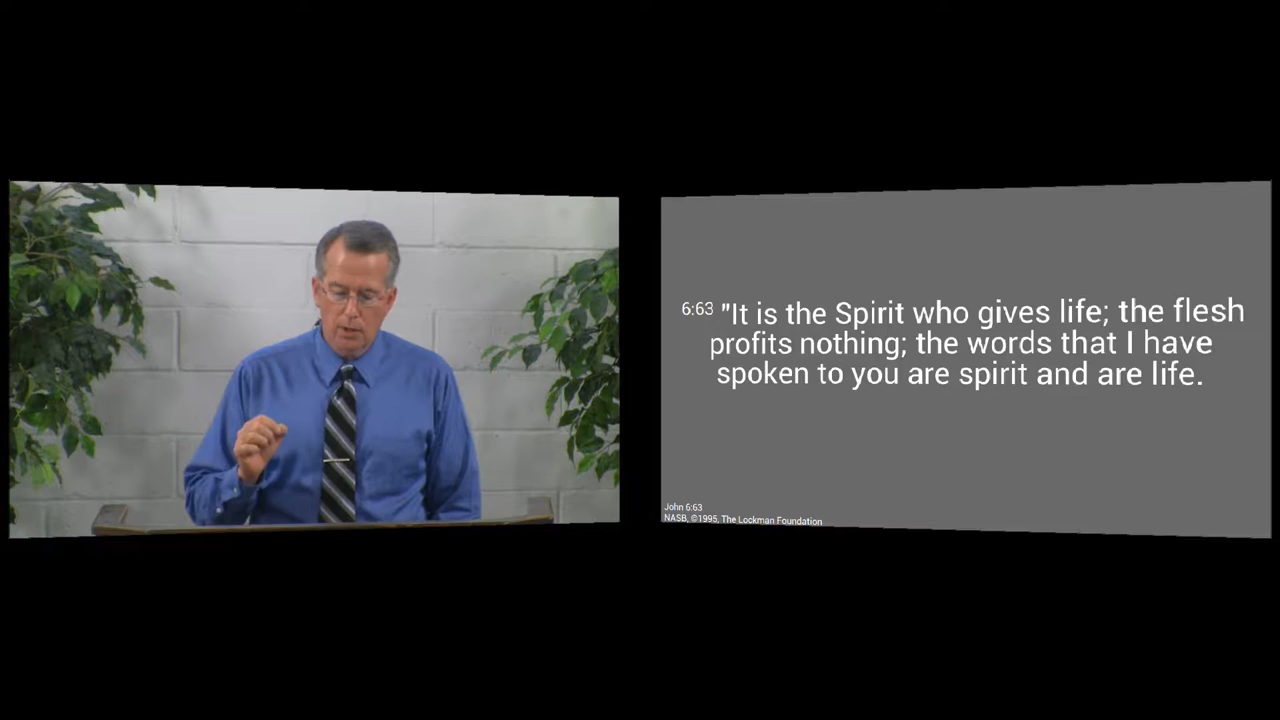 6:63 "It is the Spirit who gives life; the flesh
profits nothing; the words that I have
spoken to you are spirit and are life.
John 6:63
NASB, ©1995, The Lockman Foundation